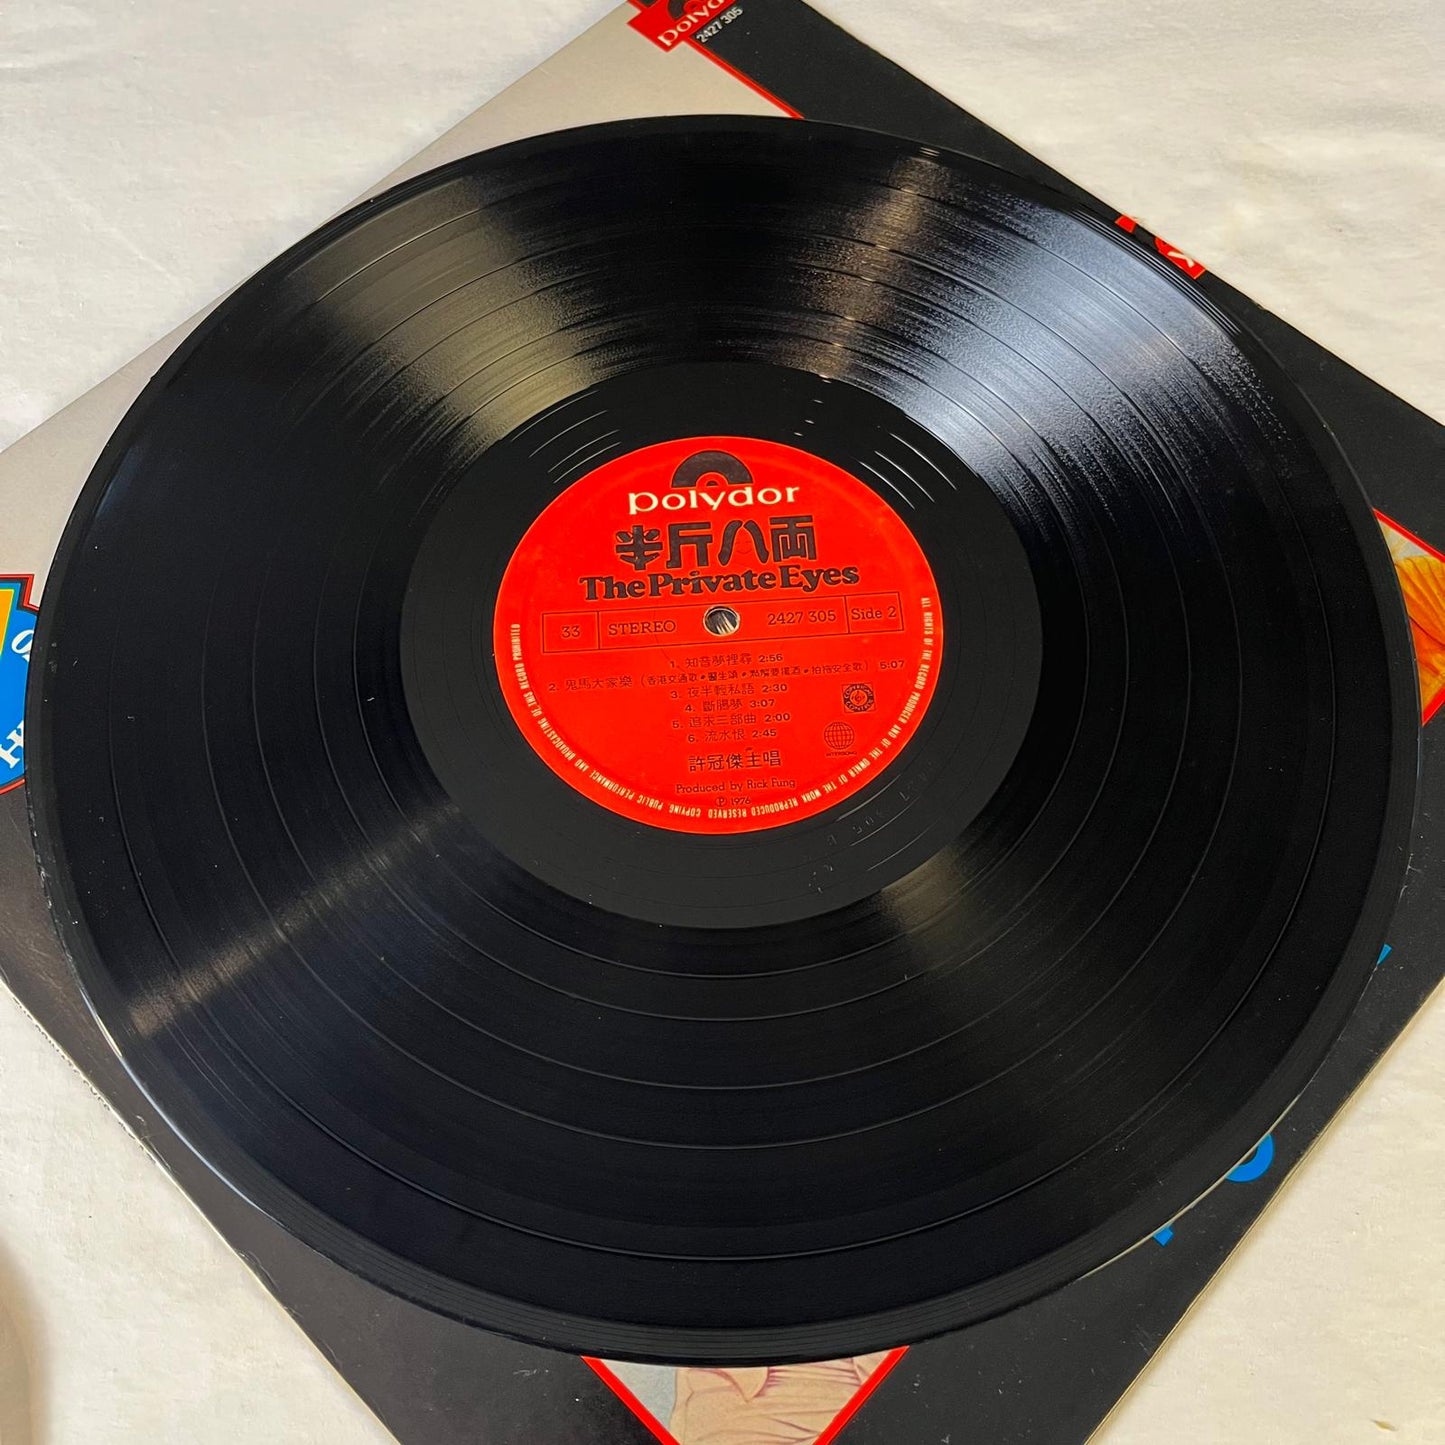 polydor
2427 305
polydor
半斤八両
The Private Eyes
33 STEREO 2427 305 Side 2
1. 知音夢裡尋 2:56
2. 鬼馬大家樂 (香港交通歌•醫生頌•點解要擺酒•拍拖安全歌) 5:07
3. 夜半輕私語 2:30
4. 斷腸夢 3:07
5. 追求三部曲 2:00
6. 流水恨 2:45
許冠傑主唱
Produced by Rick Fung
Ⓟ 1976
INTERSONG
ALL RIGHTS OF THE RECORD PRODUCER AND OF THE OWNER OF THE WORK REPRODUCED RESERVED COPYING, PUBLIC PERFORMANCE AND BROADCASTING OF THIS RECORD PROHIBITED